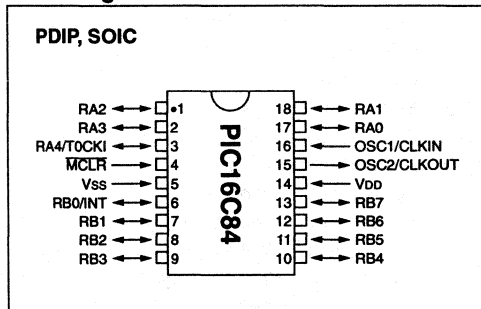 PDIP, SOIC
RA2 •1 18 RA1
RA3 2 17 RA0
RA4/T0CKI 3 16 OSC1/CLKIN
MCLR 4 15 OSC2/CLKOUT
VSS 5 14 VDD
RB0/INT 6 13 RB7
RB1 7 12 RB6
RB2 8 11 RB5
RB3 9 10 RB4
PIC16C84